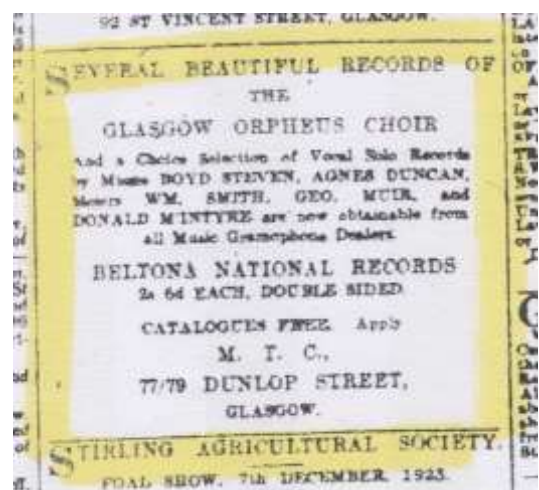 92 ST VINCENT STREET, GLASGOW.
SEVERAL BEAUTIFUL RECORDS OF
THE
GLASGOW ORPHEUS CHOIR
And a Choice Selection of Vocal Solo Records
by Misses BOYD STEVEN, AGNES DUNCAN,
Messrs WM. SMITH, GEO. MUIR, and
DONALD M'INTYRE are now obtainable from
all Music Gramophone Dealers.
BELTONA NATIONAL RECORDS
2s 6d EACH, DOUBLE SIDED.
CATALOGUES FREE. Apply
M. T. C.,
77/79 DUNLOP STREET,
GLASGOW.
STIRLING AGRICULTURAL SOCIETY.
FOAL SHOW, 7th DECEMBER, 1923.